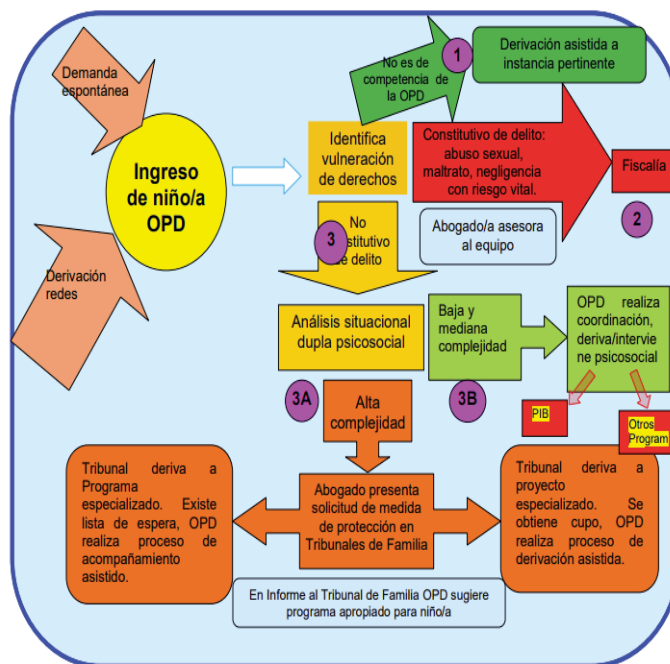 Demanda
espontánea
Derivación
redes
Ingreso
de niño/a
OPD
Identifica
vulneración
de derechos
No es de
competencia de
la OPD
1
Derivación asistida a
instancia pertinente
Constitutivo de delito:
abuso sexual,
maltrato, negligencia
con riesgo vital.
Fiscalía
2
Abogado/a asesora
al equipo
No
3
de delito
Análisis situacional
dupla psicosocial
Baja y
mediana
complejidad
OPD realiza
coordinación,
deriva/intervie
ne psicosocial
3A
3B
Alta
complejidad
PIB
Otros
Program
Tribunal deriva a
Programa
especializado. Existe
lista de espera, OPD
realiza proceso de
acompañamiento
asistido.
Abogado presenta
solicitud de medida
de protección en
Tribunales de Familia
Tribunal deriva a
proyecto
especializado. Se
obtiene cupo, OPD
realiza proceso de
derivación asistida.
En Informe al Tribunal de Familia OPD sugiere
programa apropiado para niño/a